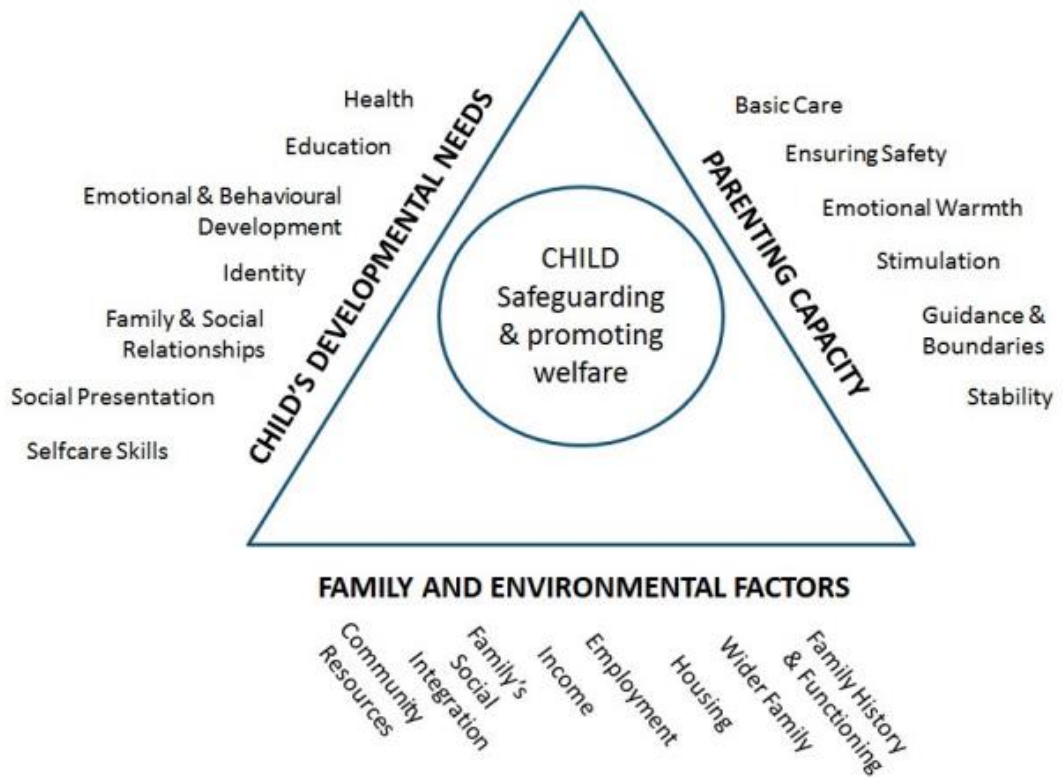 Health
Education
Emotional & Behavioural
Development
Identity
Family & Social
Relationships
Social Presentation
Selfcare Skills
CHILD'S DEVELOPMENTAL NEEDS
CHILD
Safeguarding
& promoting
welfare
PARENTING CAPACITY
Basic Care
Ensuring Safety
Emotional Warmth
Stimulation
Guidance &
Boundaries
Stability
FAMILY AND ENVIRONMENTAL FACTORS
Community
Resources
Family's
Social
Integration
Income
Employment
Housing
Wider Family
Family History
& Functioning